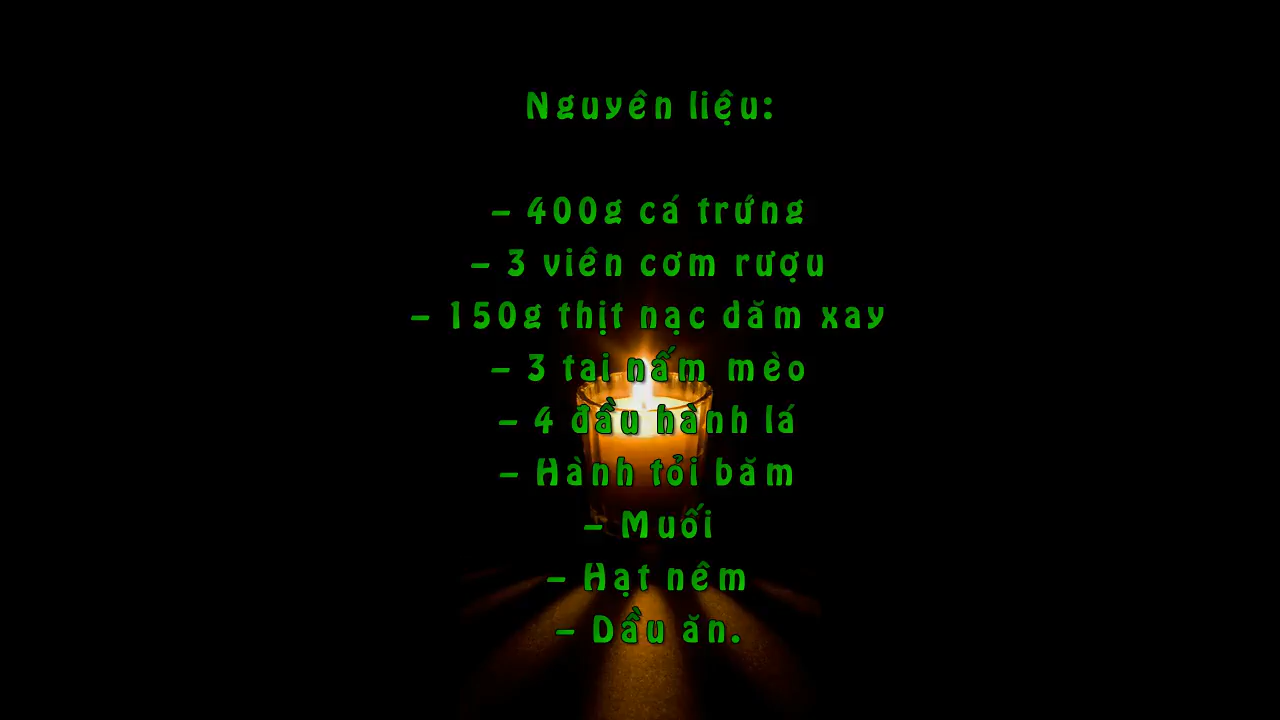 Nguyên liệu:
– 400g cá trứng
– 3 viên cơm rượu
– 150g thịt nạc dăm xay
– 3 tai nấm mèo
– 4 đầu hành lá
– Hành tỏi băm
– Muối
– Hạt nêm
– Dầu ăn.